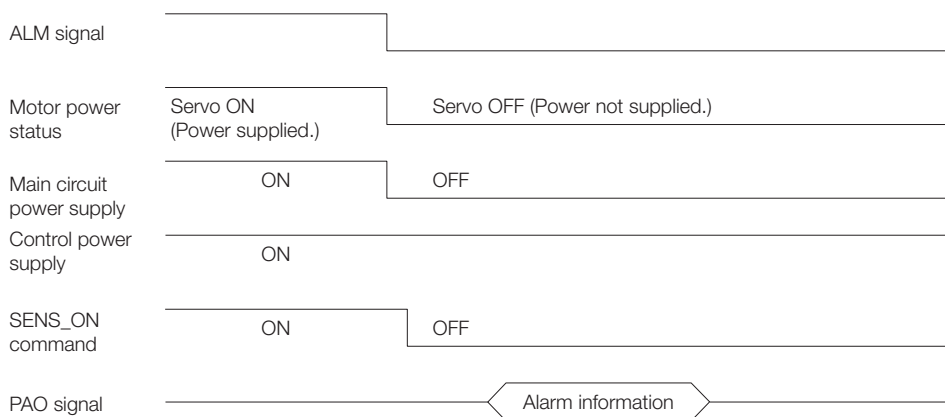 ALM signal
Motor power
status
Servo ON
(Power supplied.)
Servo OFF (Power not supplied.)
Main circuit
power supply
ON
OFF
Control power
supply
ON
SENS_ON
command
ON
OFF
PAO signal
Alarm information